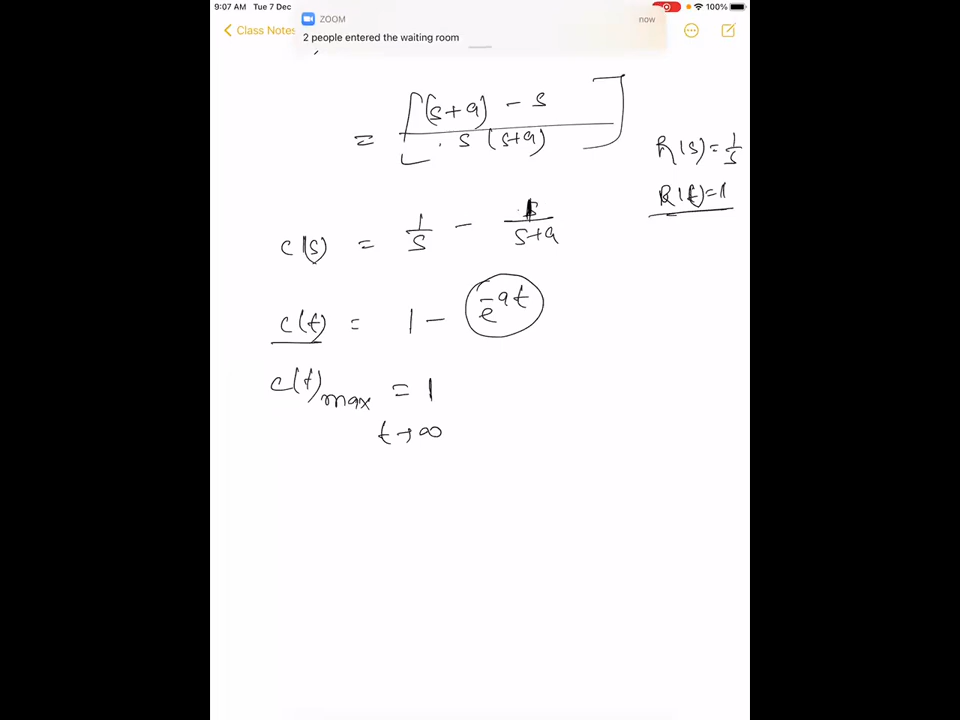 9:07 AM Tue 7 Dec
100%
ZOOM
now
2 people entered the waiting room
Class Notes
= [(s+a) - s / s (s+a)]
R(s) = 1/s
R(t) = 1
c(s) = 1/s - 1/s+a
c(t) = 1 - e^-at
c(t)max = 1
t→∞